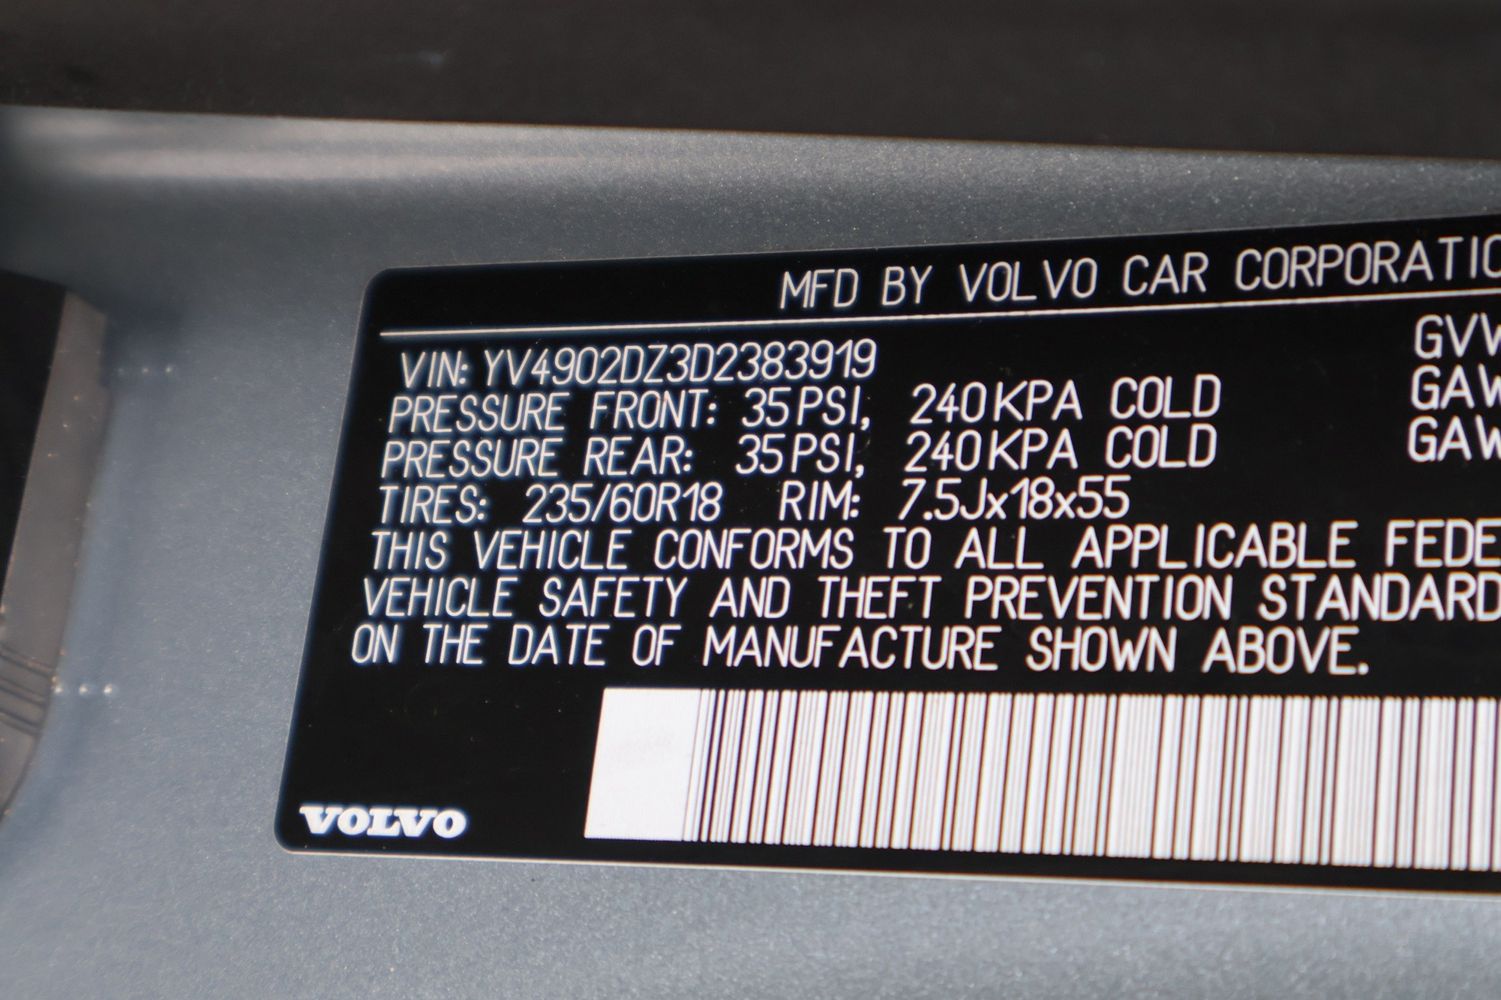 MFD BY VOLVO CAR CORPORATIO
VIN: YV4902DZ3D2383919 GVW
PRESSURE FRONT: 35PSI, 240KPA COLD GAW
PRESSURE REAR: 35PSI, 240KPA COLD GAW
TIRES: 235/60R18 RIM: 7.5Jx18x55
THIS VEHICLE CONFORMS TO ALL APPLICABLE FEDE
VEHICLE SAFETY AND THEFT PREVENTION STANDARD
ON THE DATE OF MANUFACTURE SHOWN ABOVE.
VOLVO